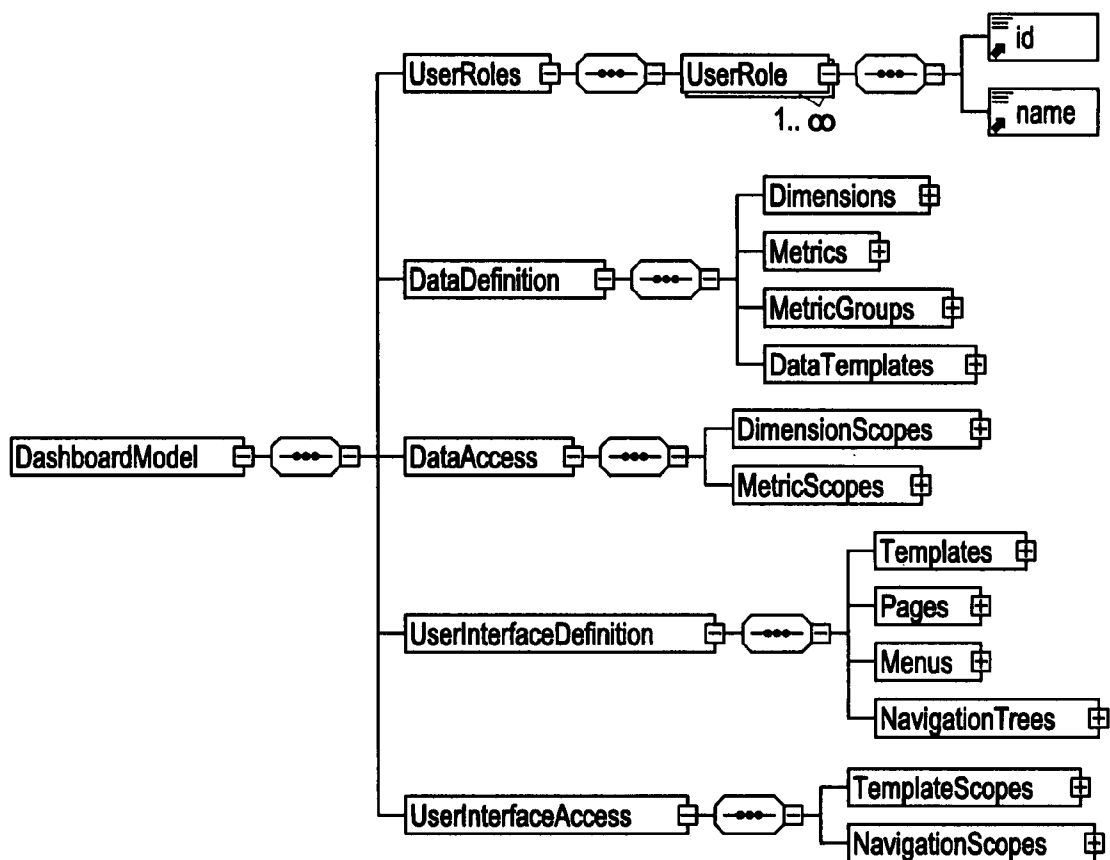 id
UserRoles
UserRole
name
1.. ∞
Dimensions
Metrics
DataDefinition
MetricGroups
DataTemplates
DimensionScopes
DashboardModel
DataAccess
MetricScopes
Templates
Pages
UserInterfaceDefinition
Menus
NavigationTrees
TemplateScopes
UserInterfaceAccess
NavigationScopes